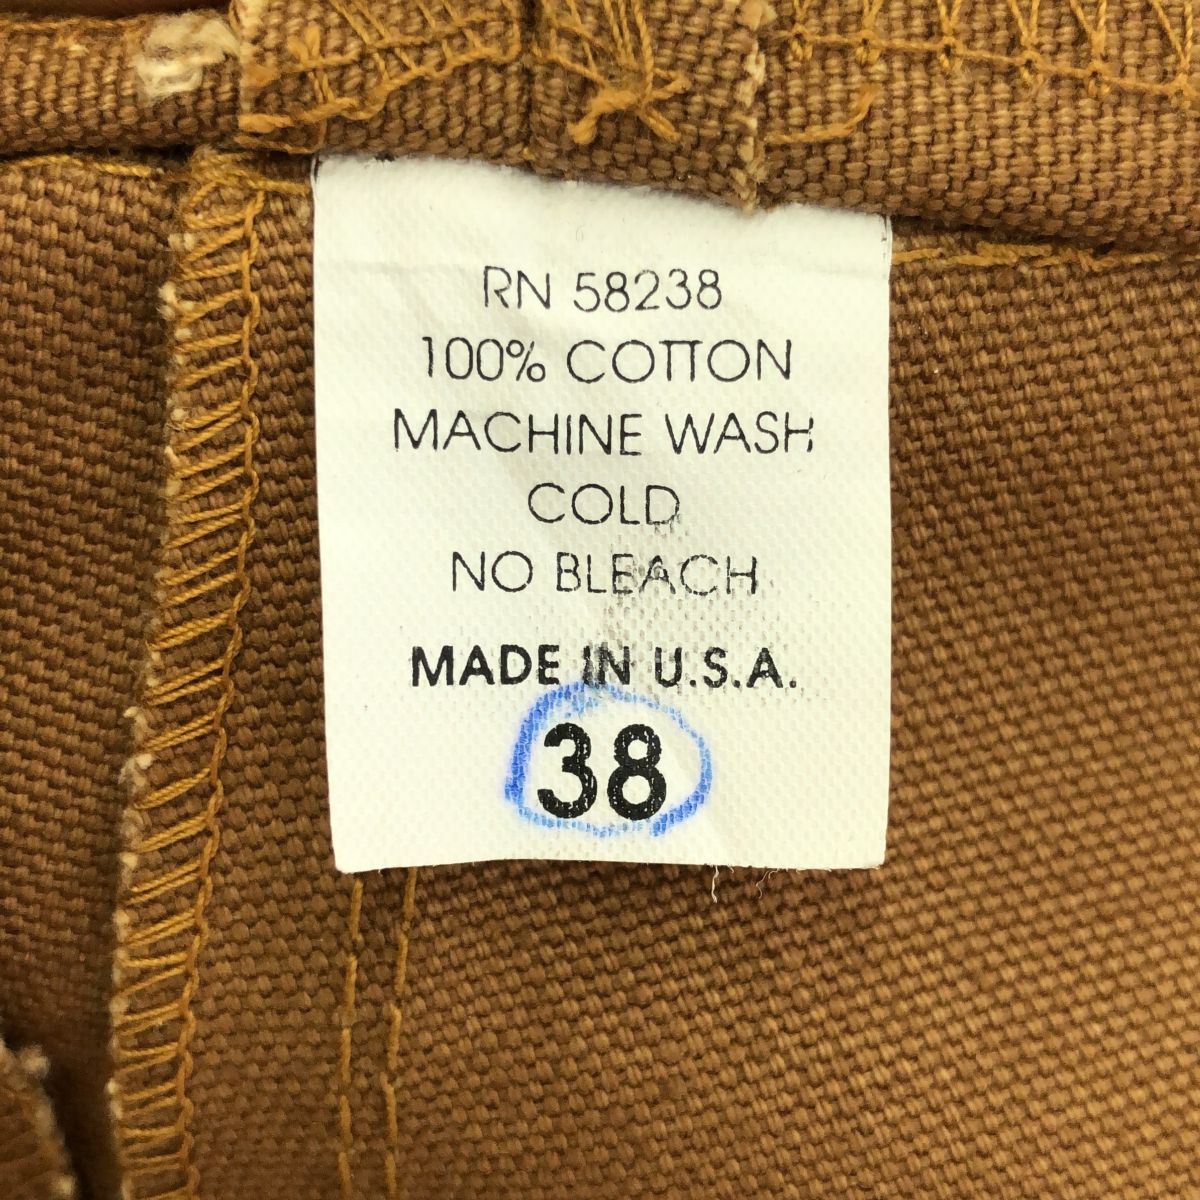 RN 58238
100% COTTON
MACHINE WASH
COLD
NO BLEACH
MADE IN U.S.A.
38